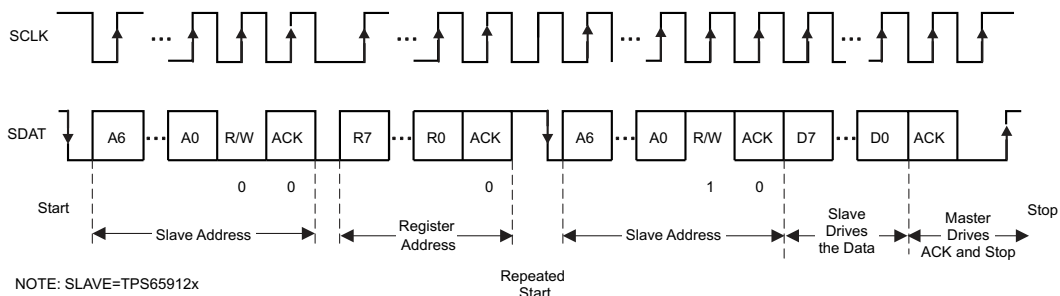 SCLK ... ... ... ...
SDAT A6 ... A0 R/W ACK R7 ... R0 ACK A6 ... A0 R/W ACK D7 ... D0 ACK
0 0 0 1 0
Start Slave Address Register Address Repeated Start Slave Address Slave Drives the Data Master Drives ACK and Stop Stop
NOTE: SLAVE=TPS65912x